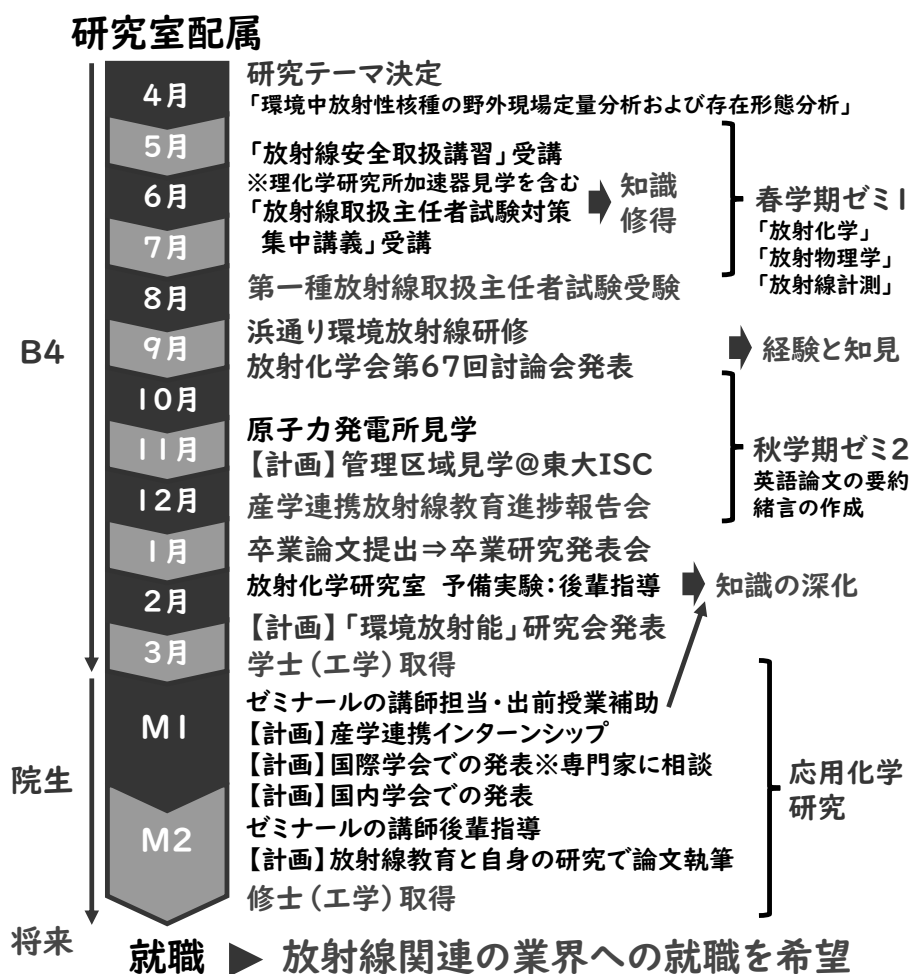 研究室配属
4月
研究テーマ決定
「環境中放射性核種の野外現場定量分析および存在形態分析」
5月
6月
7月
「放射線安全取扱講習」受講
※理化学研究所加速器見学を含む
「放射線取扱主任者試験対策
集中講義」受講
知識
修得
春学期ゼミ1
「放射化学」
「放射物理学」
「放射線計測」
8月
第一種放射線取扱主任者試験受験
B4
9月
浜通り環境放射線研修
放射化学会第67回討論会発表
経験と知見
10月
11月
原子力発電所見学
【計画】管理区域見学@東大ISC
秋学期ゼミ2
英語論文の要約
緒言の作成
12月
産学連携放射線教育進捗報告会
1月
卒業論文提出⇒卒業研究発表会
2月
放射化学研究室 予備実験:後輩指導
知識の深化
【計画】「環境放射能」研究会発表
3月
学士(工学)取得
院生
M1
ゼミナールの講師担当・出前授業補助
【計画】産学連携インターンシップ
【計画】国際学会での発表※専門家に相談
【計画】国内学会での発表
M2
ゼミナールの講師後輩指導
【計画】放射線教育と自身の研究で論文執筆
修士(工学)取得
応用化学
研究
将来
就職 ▶ 放射線関連の業界への就職を希望